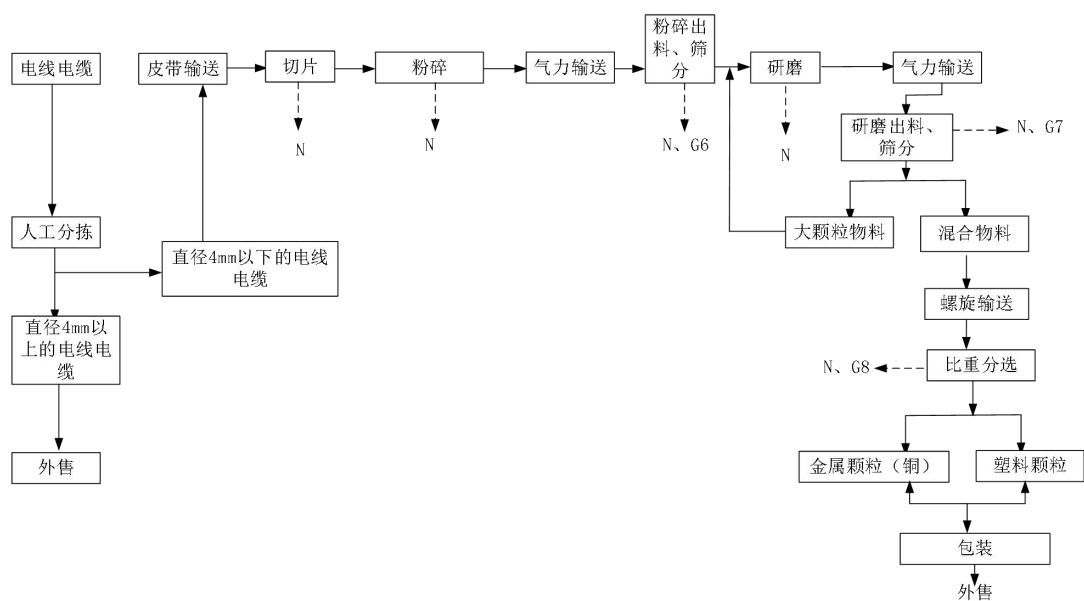 电线电缆
皮带输送
切片
粉碎
气力输送
粉碎出
料、筛
分
研磨
气力输送
N
N
N、G6
N
研磨出料、
筛分
N、G7
人工分拣
直径4mm以下的电线
电缆
大颗粒物料
混合物料
直径4mm以
上的电线电
缆
螺旋输送
N、G8
比重分选
外售
金属颗粒（铜）
塑料颗粒
包装
外售